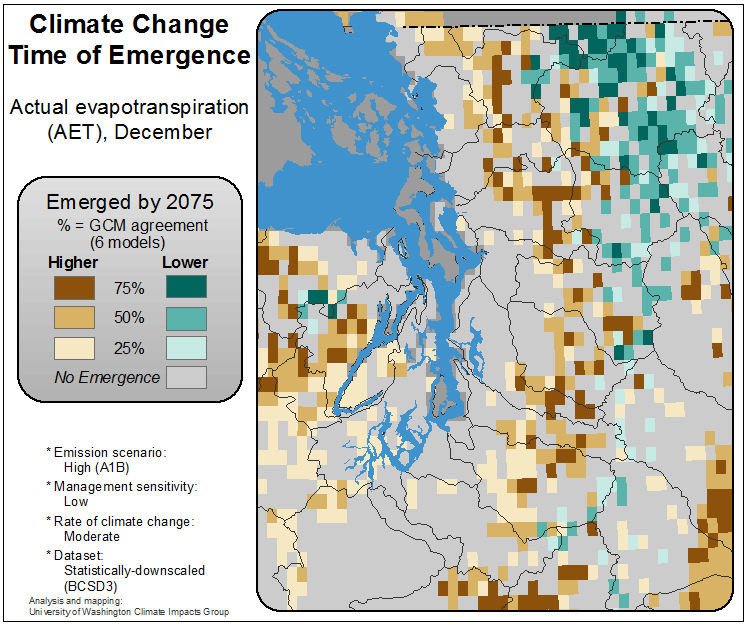 Climate Change
Time of Emergence
Actual evapotranspiration
(AET), December
Emerged by 2075
% = GCM agreement
(6 models)
Higher Lower
75%
50%
25%
No Emergence
* Emission scenario:
High (A1B)
* Management sensitivity:
Low
* Rate of climate change:
Moderate
* Dataset:
Statistically-downscaled
(BCSD3)
Analysis and mapping:
University of Washington Climate Impacts Group